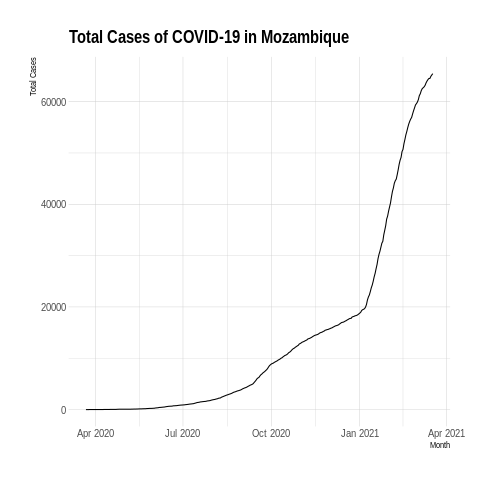 Total Cases of COVID-19 in Mozambique
Total Cases
60000
40000
20000
0
Apr 2020
Jul 2020
Oct 2020
Jan 2021
Apr 2021
Month